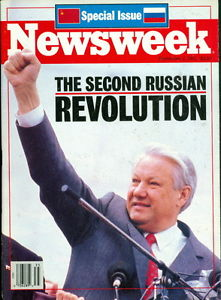 Special Issue
Newsweek
THE SECOND RUSSIAN
REVOLUTION